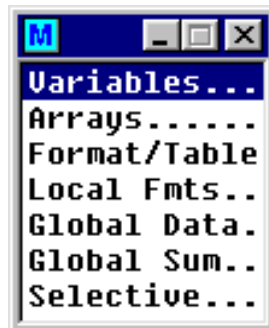 M
Variables...
Arrays......
Format/Table
Local Fmts..
Global Data.
Global Sum..
Selective...